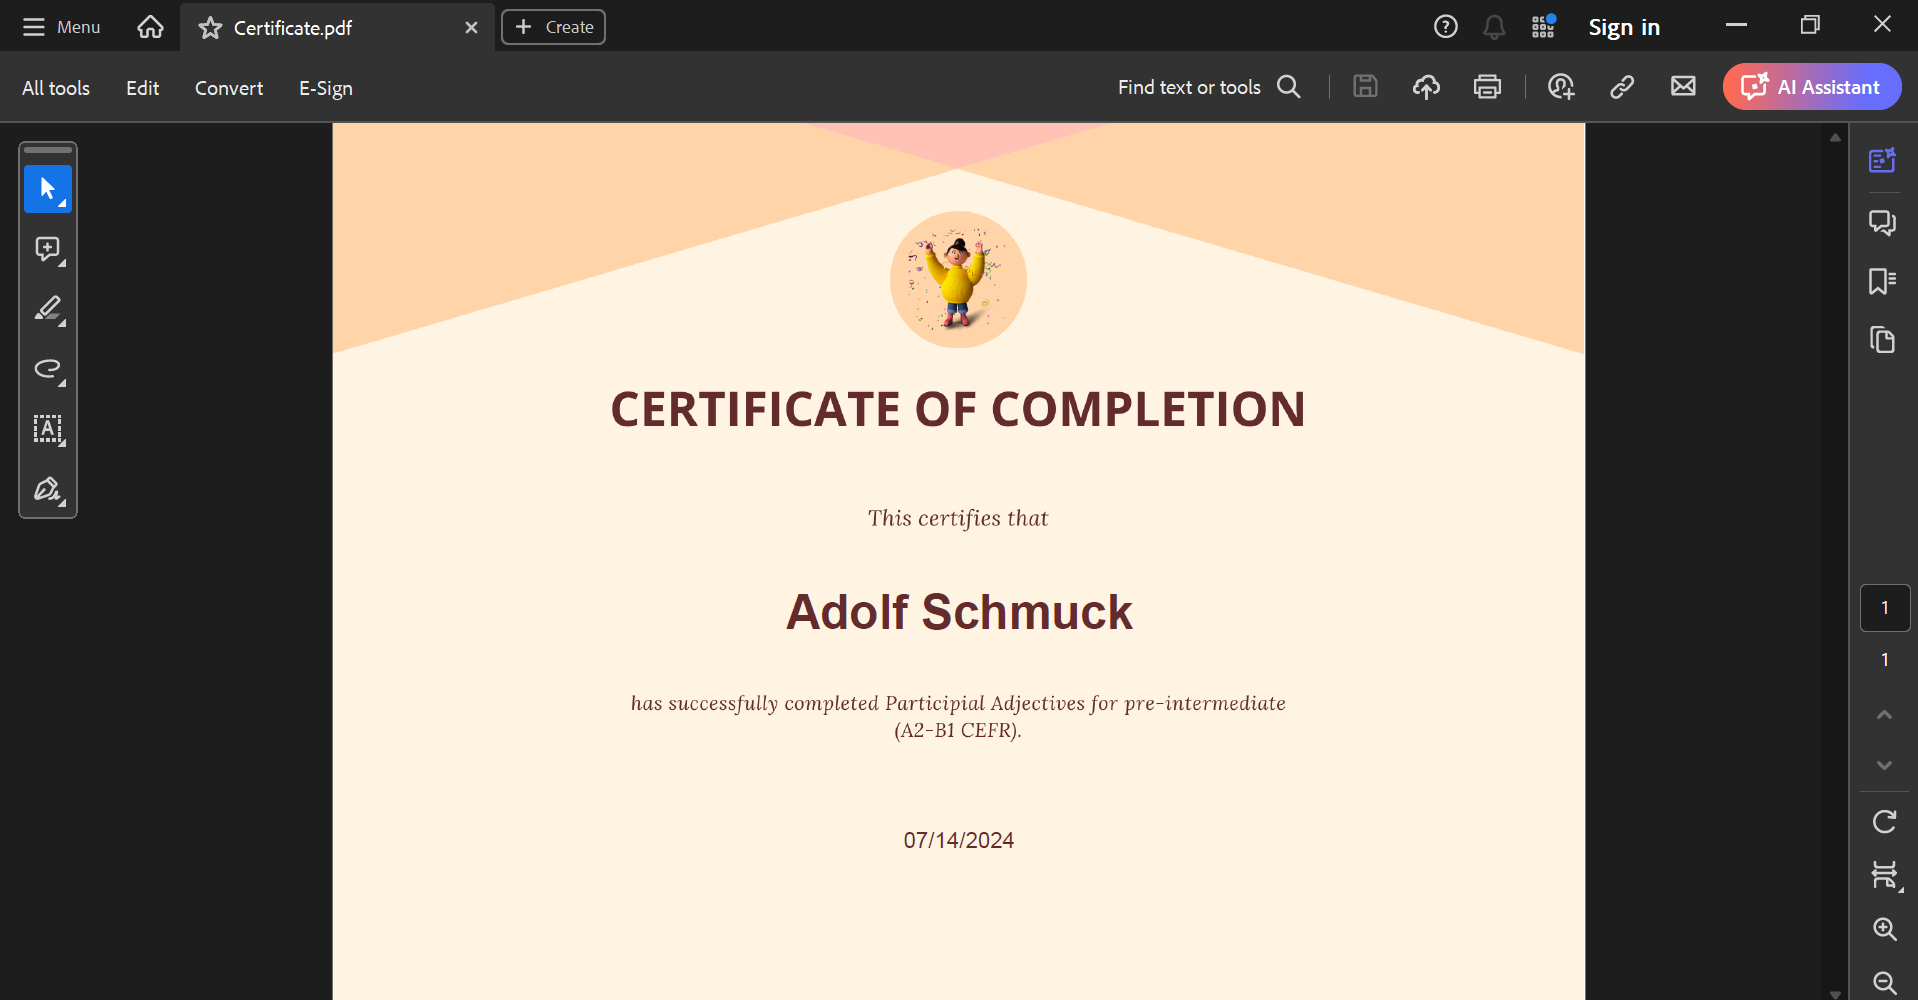 Menu
Certificate.pdf
Create
Sign in
All tools
Edit
Convert
E-Sign
Find text or tools
AI Assistant
CERTIFICATE OF COMPLETION
This certifies that
Adolf Schmuck
has successfully completed Participial Adjectives for pre-intermediate
(A2-B1 CEFR).
07/14/2024
1
1